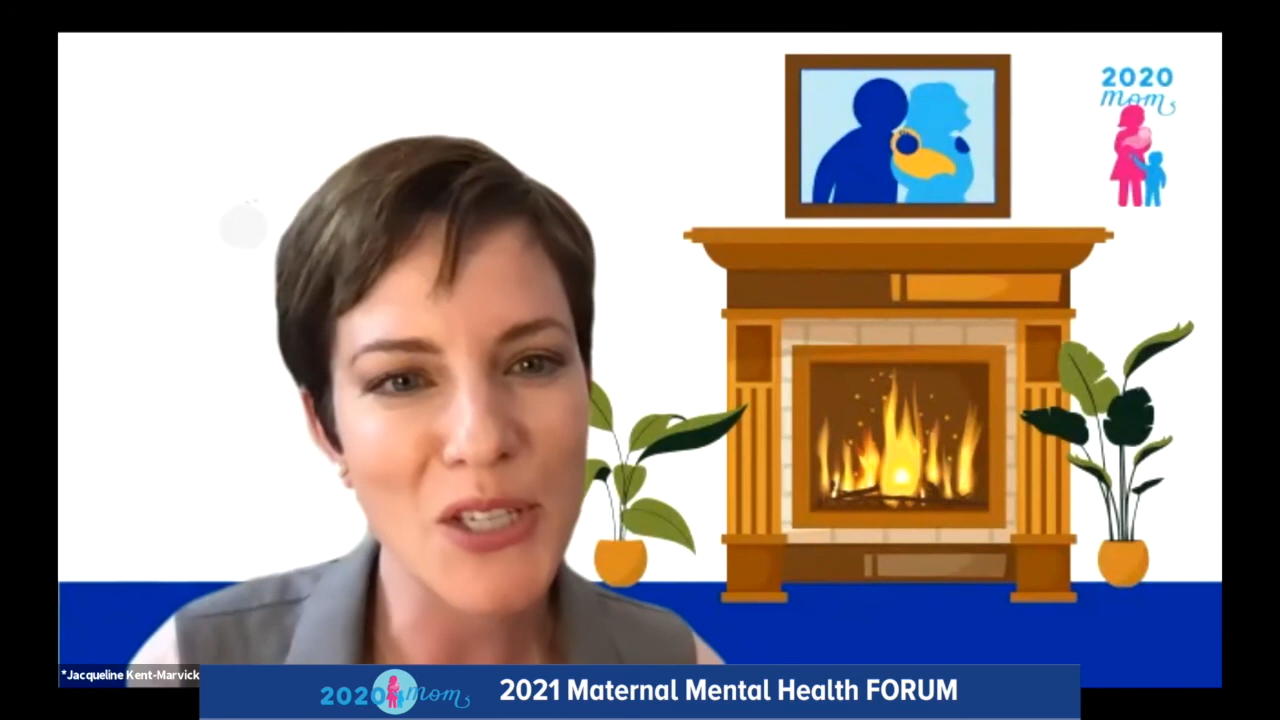 2020
mom
*Jacqueline Kent-Marvick
2020 mom
2021 Maternal Mental Health FORUM